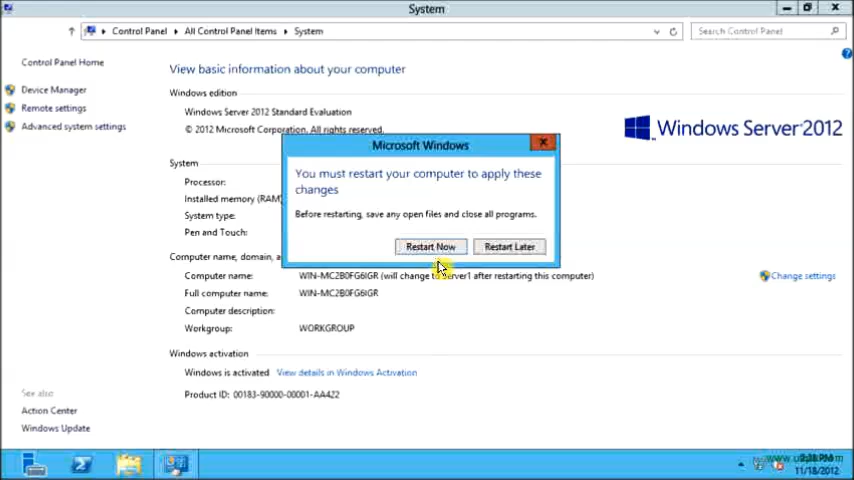 System
Control Panel ▸ All Control Panel Items ▸ System
Search Control Panel
Control Panel Home
Device Manager
Remote settings
Advanced system settings
View basic information about your computer
Windows edition
Windows Server 2012 Standard Evaluation
© 2012 Microsoft Corporation. All rights reserved.
Windows Server 2012
System
Processor:
Installed memory (RAM)
System type:
Pen and Touch:
Microsoft Windows
You must restart your computer to apply these
changes
Before restarting, save any open files and close all programs.
Restart Now
Restart Later
Computer name, domain, a
Computer name: WIN-MC2B0FG6IGR (will change to server1 after restarting this computer)
Change settings
Full computer name: WIN-MC2B0FG6IGR
Computer description:
Workgroup: WORKGROUP
Windows activation
Windows is activated View details in Windows Activation
Product ID: 00183-90000-00001-AA422
See also
Action Center
Windows Update
11/18/2012